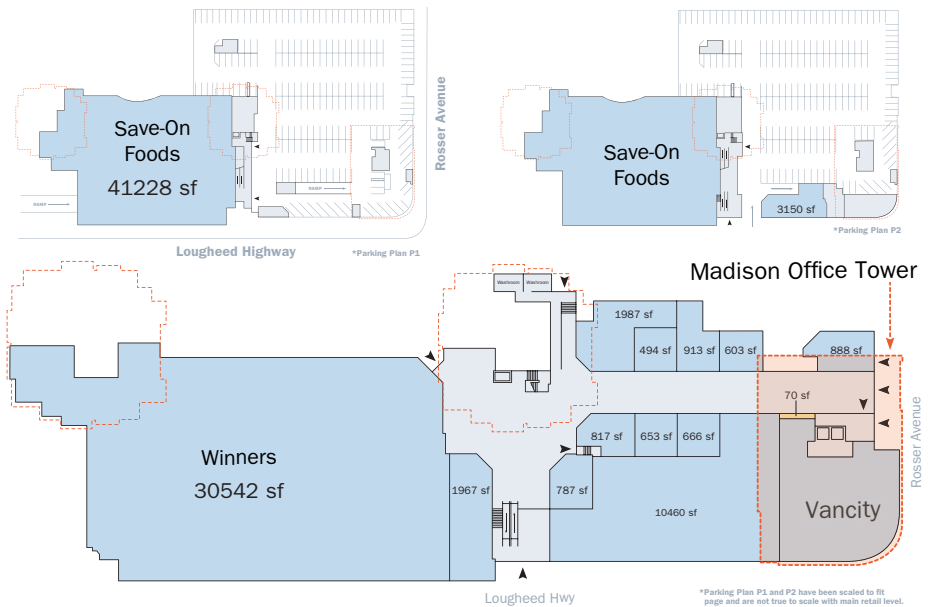 Save-On
Foods
41228 sf
RAMP
RAMP
Rosser Avenue
Lougheed Highway
*Parking Plan P1
Save-On
Foods
3150 sf
*Parking Plan P2
Madison Office Tower
Washroom
Washroom
1987 sf
494 sf
913 sf
603 sf
888 sf
70 sf
817 sf
653 sf
666 sf
Winners
30542 sf
1967 sf
787 sf
10460 sf
Vancity
Rosser Avenue
Lougheed Hwy
*Parking Plan P1 and P2 have been scaled to fit
page and are not true to scale with main retail level.